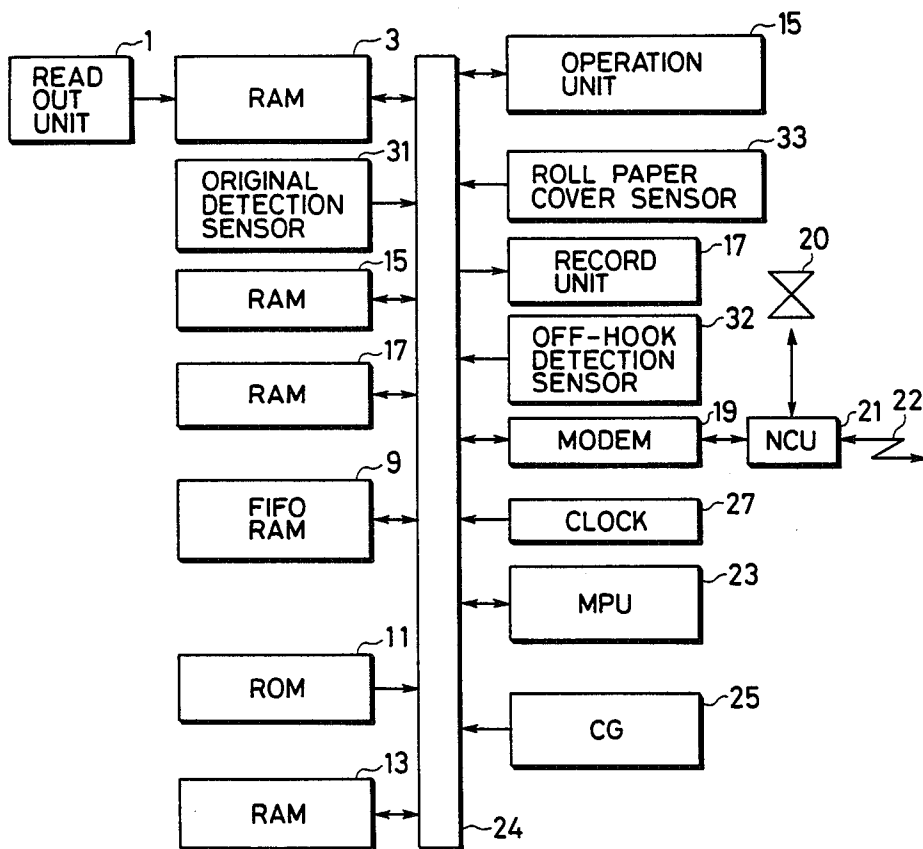 1
READ
OUT
UNIT
3
RAM
31
ORIGINAL
DETECTION
SENSOR
15
RAM
17
RAM
9
FIFO
RAM
11
ROM
13
RAM
24
15
OPERATION
UNIT
33
ROLL PAPER
COVER SENSOR
17
RECORD
UNIT
20
32
OFF-HOOK
DETECTION
SENSOR
19
MODEM
21
NCU
22
27
CLOCK
23
MPU
25
CG